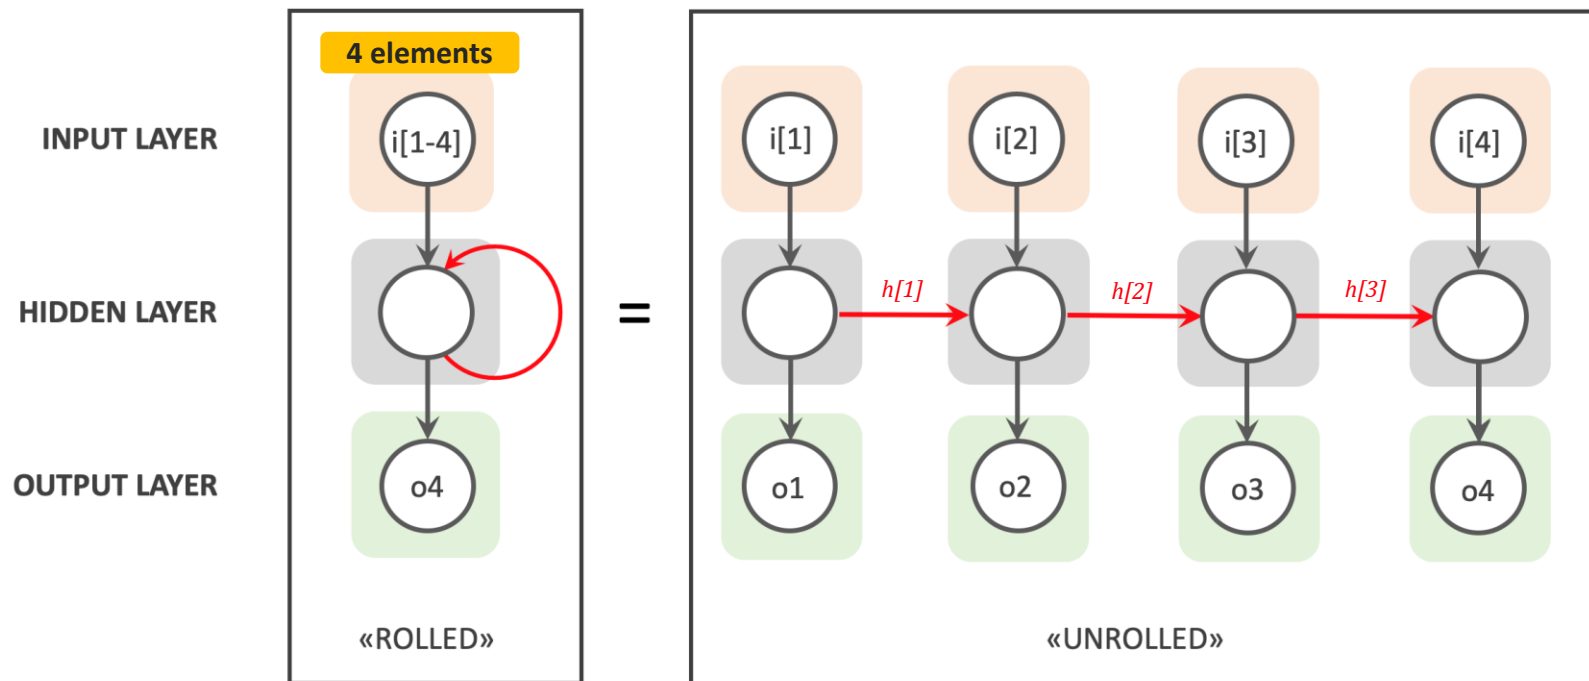 4 elements
INPUT LAYER
i[1-4]
i[1]
i[2]
i[3]
i[4]
HIDDEN LAYER
=
h[1]
h[2]
h[3]
OUTPUT LAYER
o4
o1
o2
o3
o4
«ROLLED»
«UNROLLED»